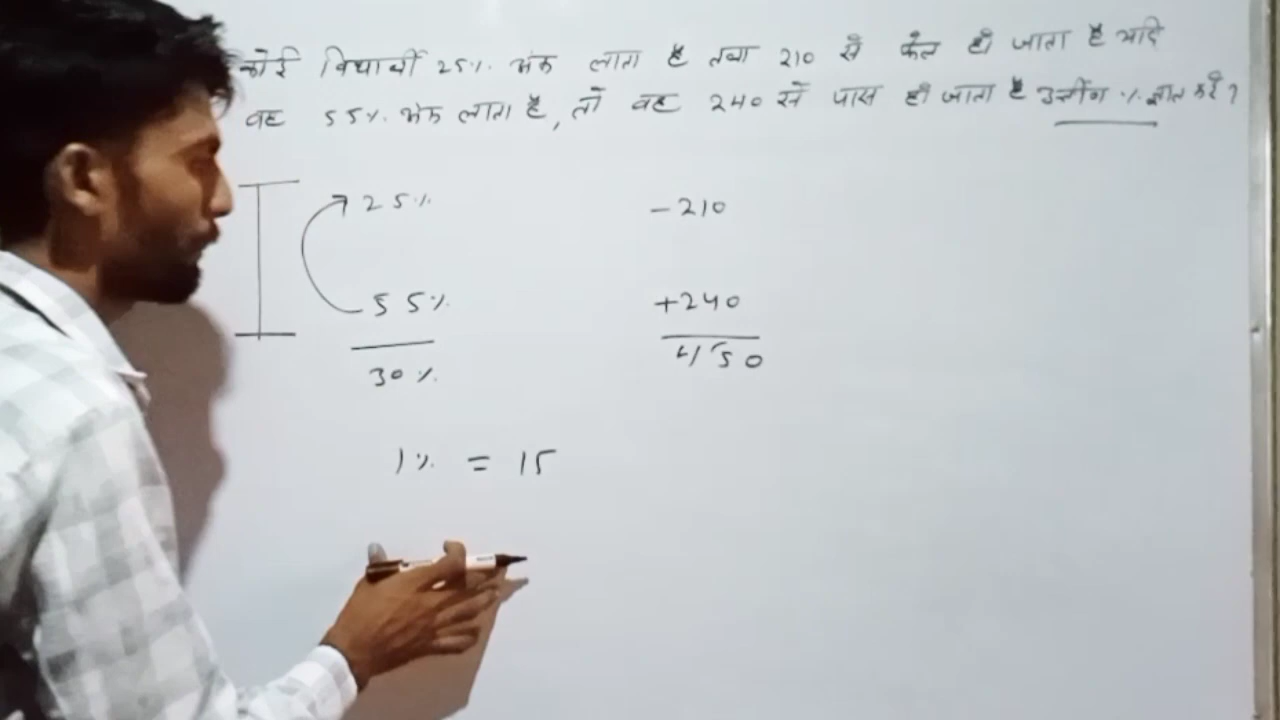 कोई विधार्थी 25% अंक लाता है तथा 210 से फेल हो जाता है यदि
वह 55% अंक लाता है, तो वह 240 से पास हो जाता है उत्तीर्ण % ज्ञात करें?
25% -210
55% +240
30% 450
1% = 15